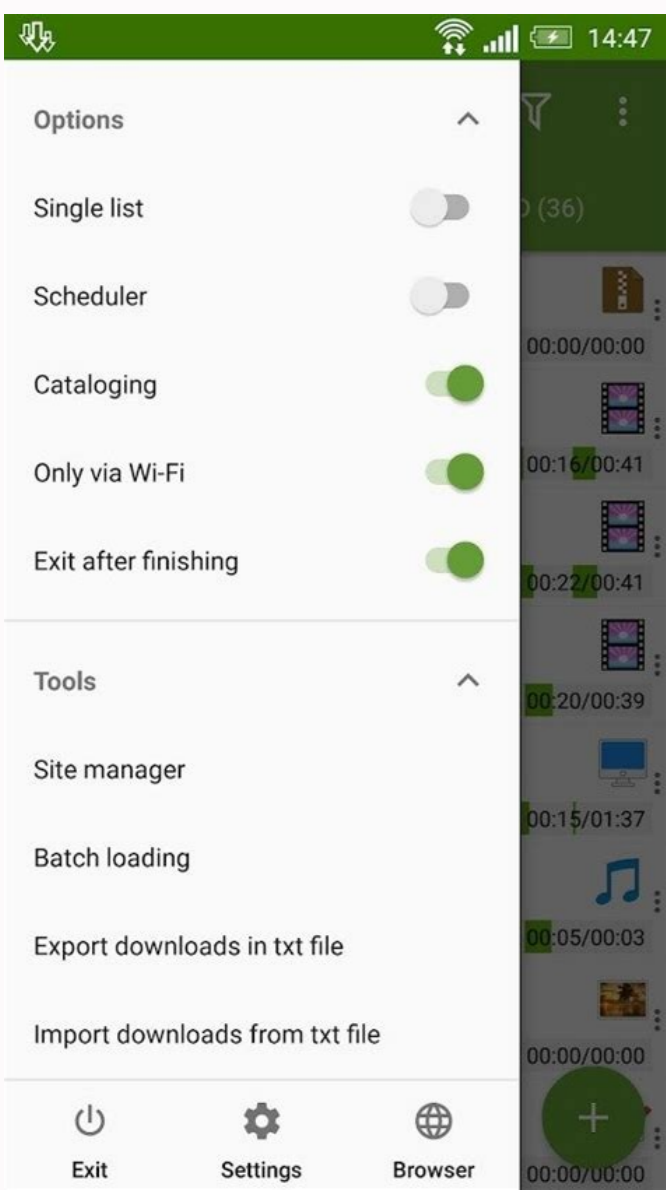 14:47
Options
Single list
Scheduler
Cataloging
Only via Wi-Fi
Exit after finishing
Tools
Site manager
Batch loading
Export downloads in txt file
Import downloads from txt file
Exit
Settings
Browser
(36)
00:00/00:00
00:16/00:41
00:22/00:41
00:20/00:39
00:15/01:37
00:05/00:03
00:00/00:00
+
00:00/00:00